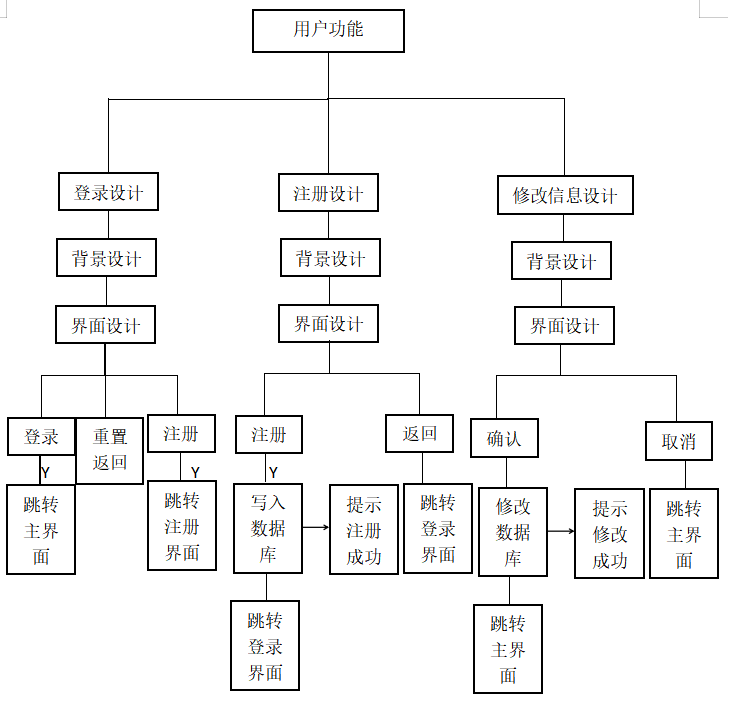 用户功能
登录设计
注册设计
修改信息设计
背景设计
背景设计
背景设计
界面设计
界面设计
界面设计
登录
重置
返回
注册
注册
返回
确认
取消
Y
Y
Y
跳转
主界
面
跳转
注册
界面
写入
数据
库
提示
注册
成功
跳转
登录
界面
修改
数据
库
提示
修改
成功
跳转
主界
面
跳转
登录
界面
跳转
主界
面